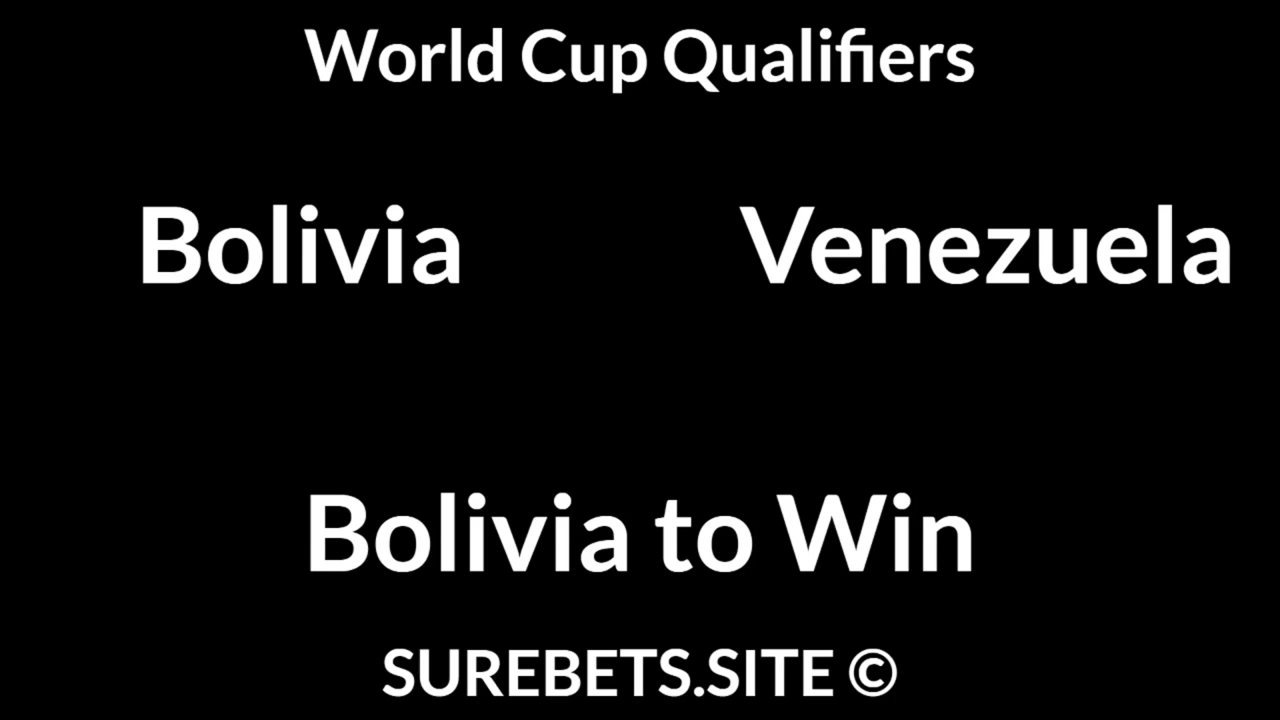 World Cup Qualifiers
Bolivia Venezuela
Bolivia to Win
SUREBETS.SITE ©